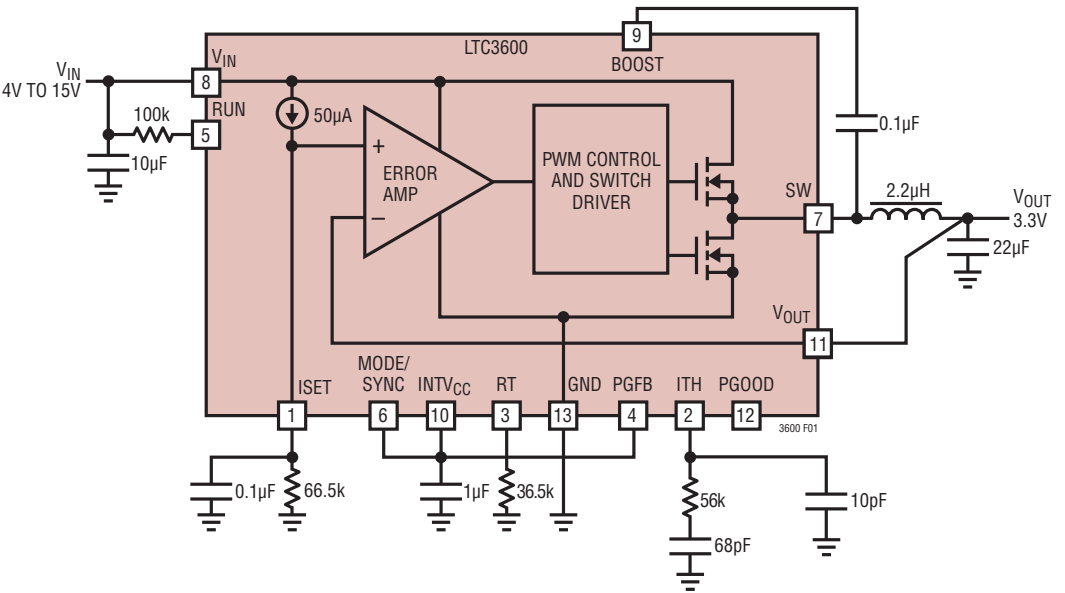 LTC3600
9
BOOST
V_IN
4V TO 15V
V_IN
8
100k
RUN
5
10µF
50µA
+
ERROR
AMP
–
PWM CONTROL
AND SWITCH
DRIVER
0.1µF
SW
7
2.2µH
V_OUT
3.3V
22µF
V_OUT
11
ISET
MODE/
SYNC
INTV_CC
RT
GND
PGFB
ITH
PGOOD
1
6
10
3
13
4
2
12
3600 F01
0.1µF
66.5k
1µF
36.5k
56k
10pF
68pF